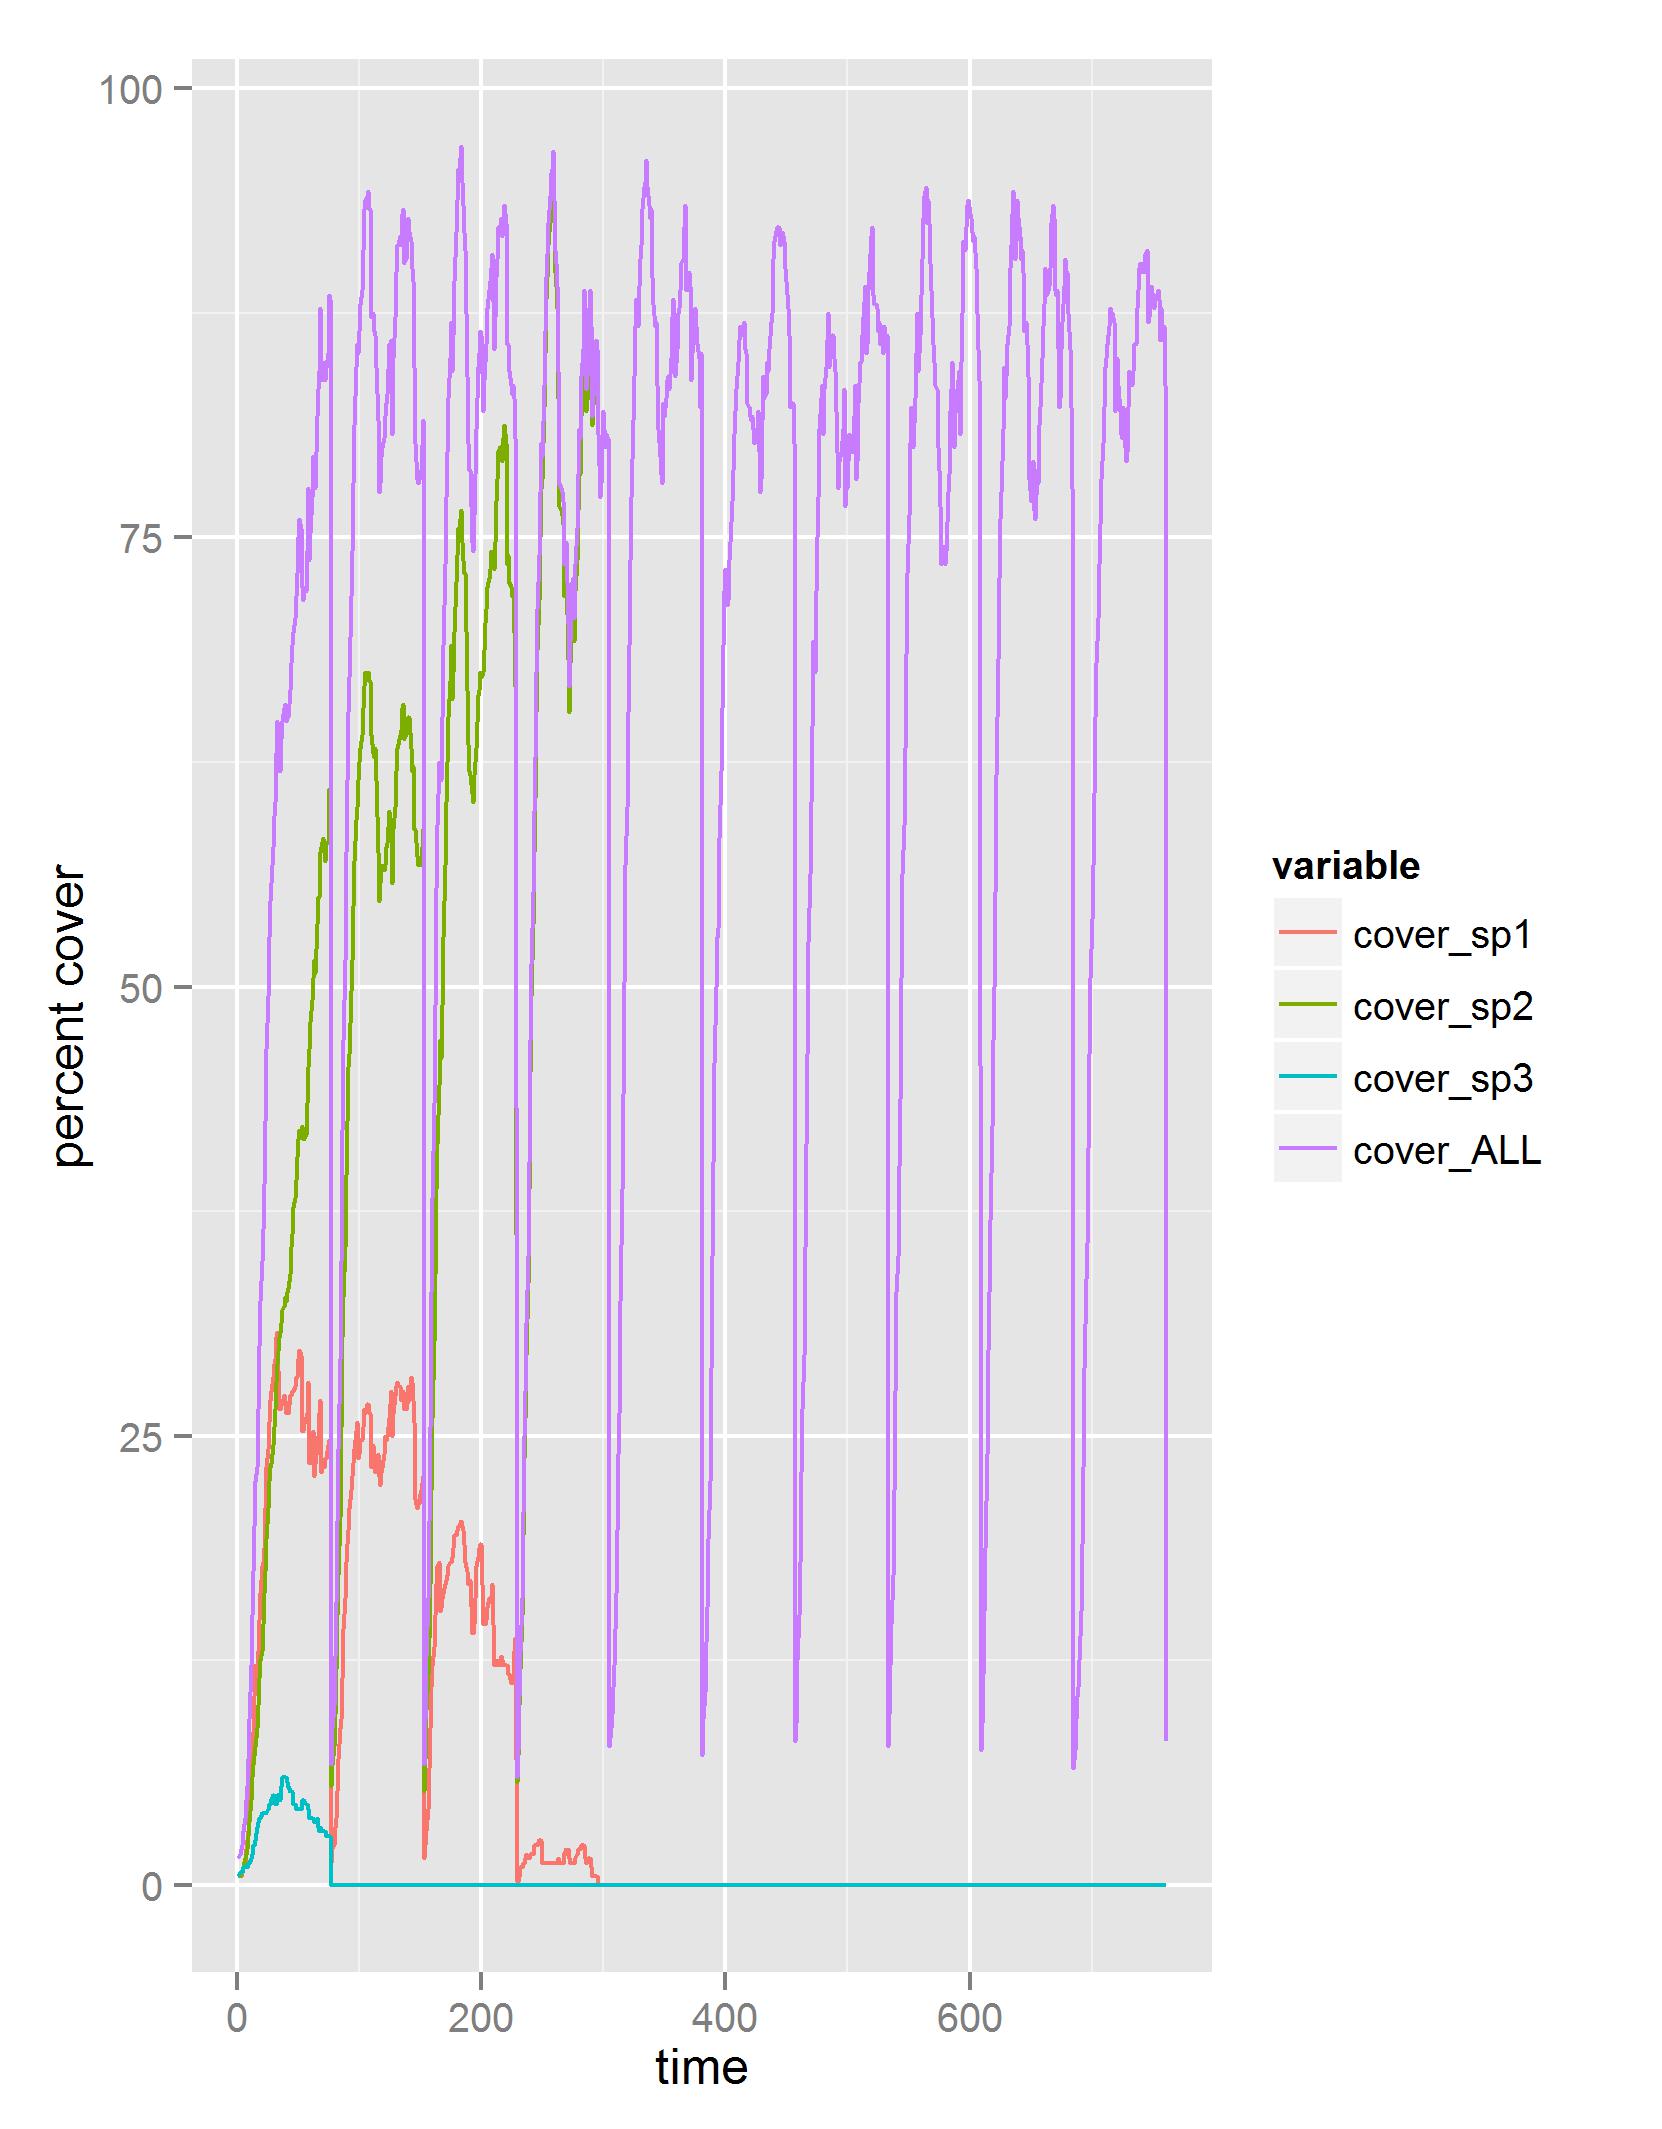 100
75
50
25
0
percent cover
0 200 400 600
time
variable
cover_sp1
cover_sp2
cover_sp3
cover_ALL